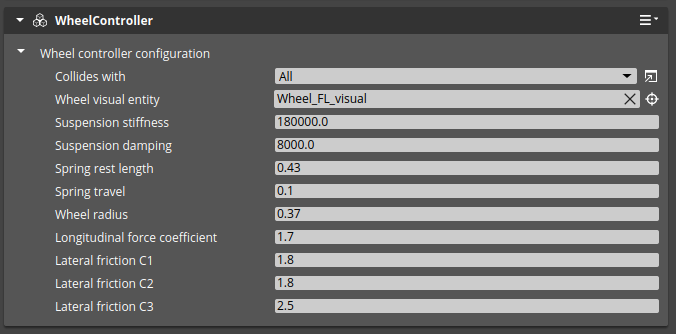 WheelController
Wheel controller configuration
Collides with All
Wheel visual entity Wheel_FL_visual
Suspension stiffness 180000.0
Suspension damping 8000.0
Spring rest length 0.43
Spring travel 0.1
Wheel radius 0.37
Longitudinal force coefficient 1.7
Lateral friction C1 1.8
Lateral friction C2 1.8
Lateral friction C3 2.5